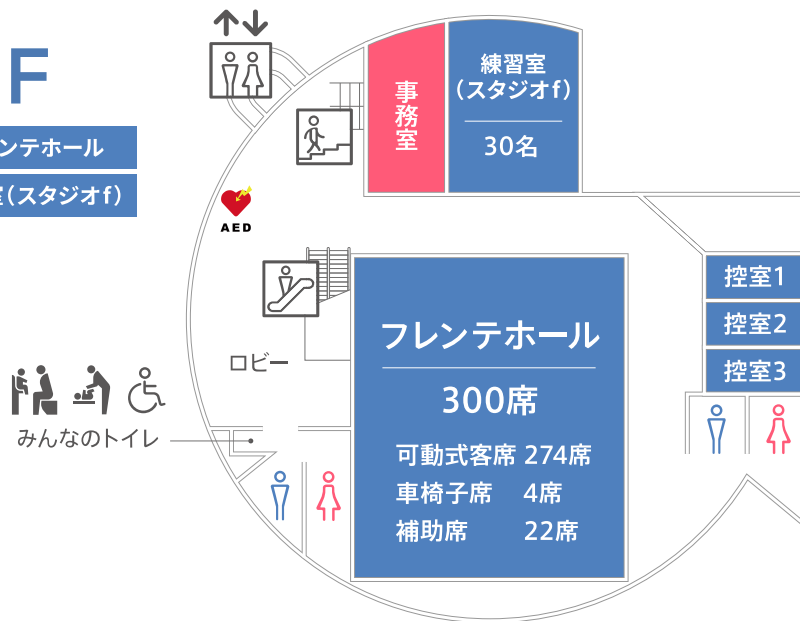 F
ンテホール
室(スタジオf)
事務室
練習室
(スタジオf)
30名
AED
控室1
控室2
控室3
フレンテホール
300席
可動式客席 274席
車椅子席 4席
補助席 22席
ロビー
みんなのトイレ